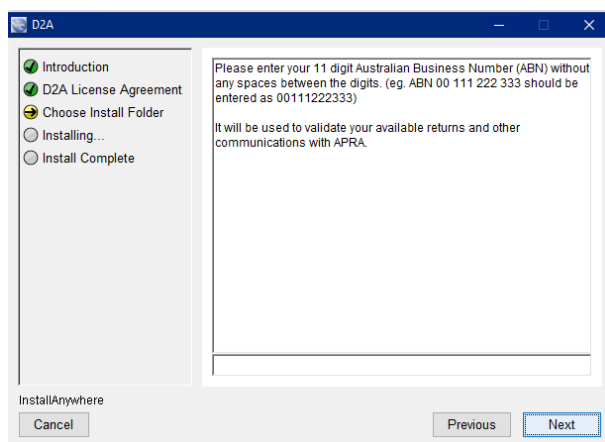 D2A
Introduction
D2A License Agreement
Choose Install Folder
Installing...
Install Complete
Please enter your 11 digit Australian Business Number (ABN) without
any spaces between the digits. (eg. ABN 00 111 222 333 should be
entered as 00111222333)
It will be used to validate your available returns and other
communications with APRA.
InstallAnywhere
Cancel
Previous
Next